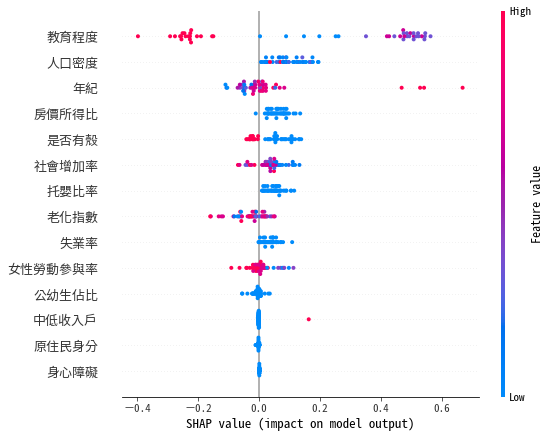 High
教育程度
人口密度
年紀
房價所得比
是否有殼
社會增加率
托嬰比率
老化指數
失業率
女性勞動參與率
公幼生佔比
中低收入戶
原住民身分
身心障礙
Feature value
Low
−0.4 −0.2 0.0 0.2 0.4 0.6
SHAP value (impact on model output)